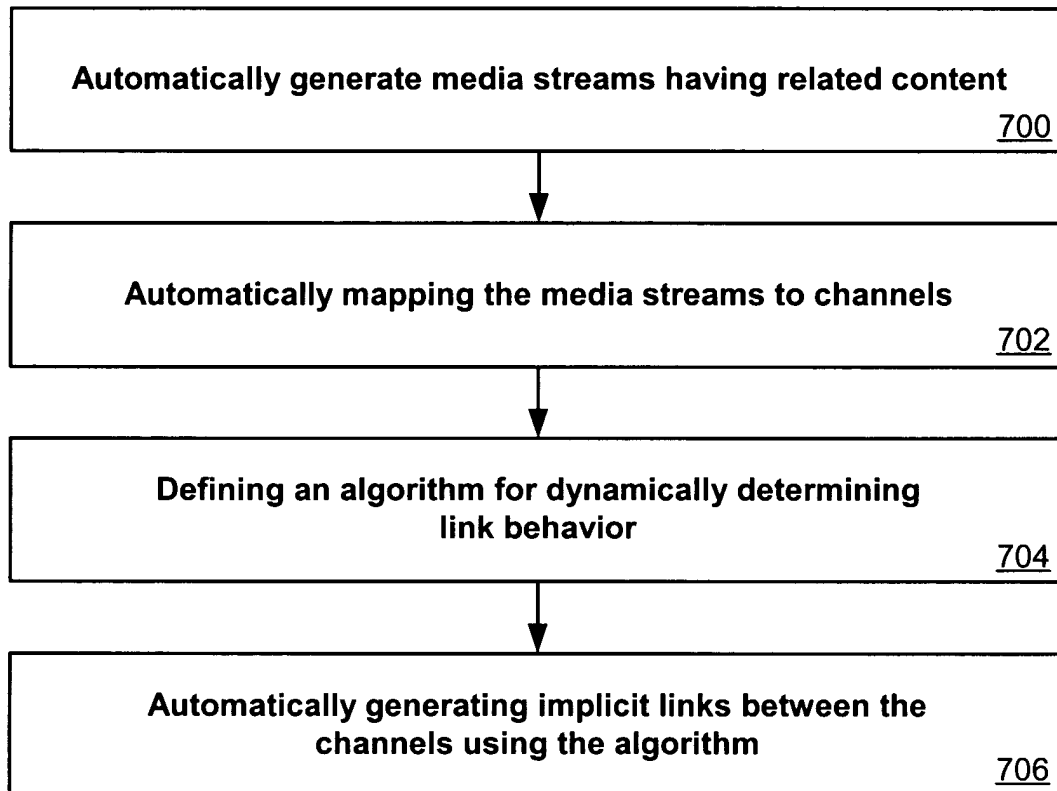 Automatically generate media streams having related content
700
Automatically mapping the media streams to channels
702
Defining an algorithm for dynamically determining
link behavior
704
Automatically generating implicit links between the
channels using the algorithm
706